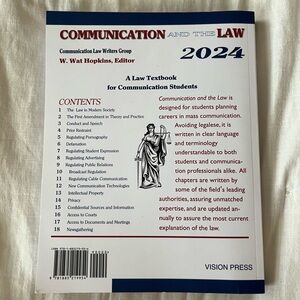 COMMUNICATION AND THE LAW
Communication Law Writers Group
2024
W. Wat Hopkins, Editor
A Law Textbook
for Communication Students
CONTENTS
1 The Law in Modern Society
2 The First Amendment in Theory and Practice
3 Conduct and Speech
4 Prior Restraint
5 Regulating Pornography
6 Defamation
7 Regulating Student Expression
8 Regulating Advertising
9 Regulating Public Relations
10 Broadcast Regulation
11 Regulating Cable Communication
12 New Communication Technologies
13 Intellectual Property
14 Privacy
15 Confidential Sources and Information
16 Access to Courts
17 Access to Documents and Meetings
18 Newsgathering
Communication and the Law is
designed for students planning
careers in mass communication.
Avoiding legalese, it is
written in clear language
and terminology
understandable to both
students and communica-
tion professionals alike. All
chapters are written by
some of the field's leading
authorities, assuring unmatched
expertise, and are updated an-
nually to assure the most current
explanation of the law.
VISION PRESS